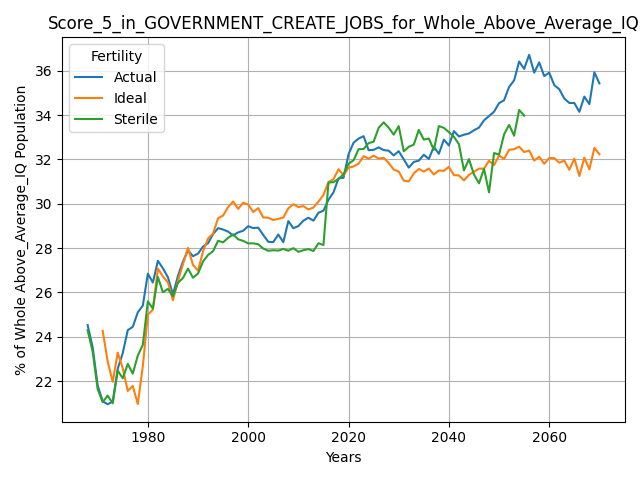 Score_5_in_GOVERNMENT_CREATE_JOBS_for_Whole_Above_Average_IQ
Fertility
Actual
Ideal
Sterile
% of Whole Above_Average_IQ Population
36
34
32
30
28
26
24
22
1980
2000
2020
2040
2060
Years